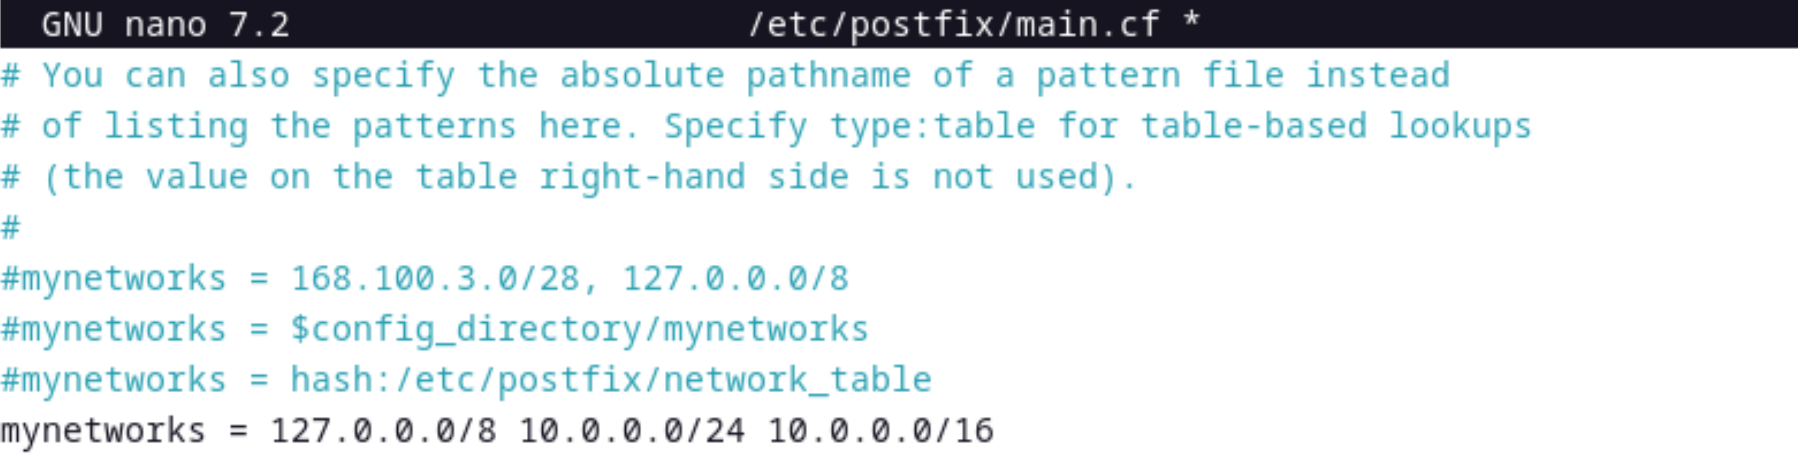 GNU nano 7.2 /etc/postfix/main.cf *
# You can also specify the absolute pathname of a pattern file instead
# of listing the patterns here. Specify type:table for table-based lookups
# (the value on the table right-hand side is not used).
#
#mynetworks = 168.100.3.0/28, 127.0.0.0/8
#mynetworks = $config_directory/mynetworks
#mynetworks = hash:/etc/postfix/network_table
mynetworks = 127.0.0.0/8 10.0.0.0/24 10.0.0.0/16